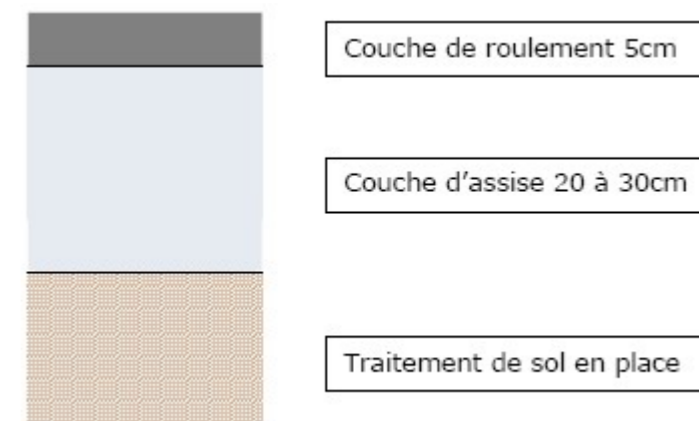 Couche de roulement 5cm
Couche d'assise 20 à 30cm
Traitement de sol en place